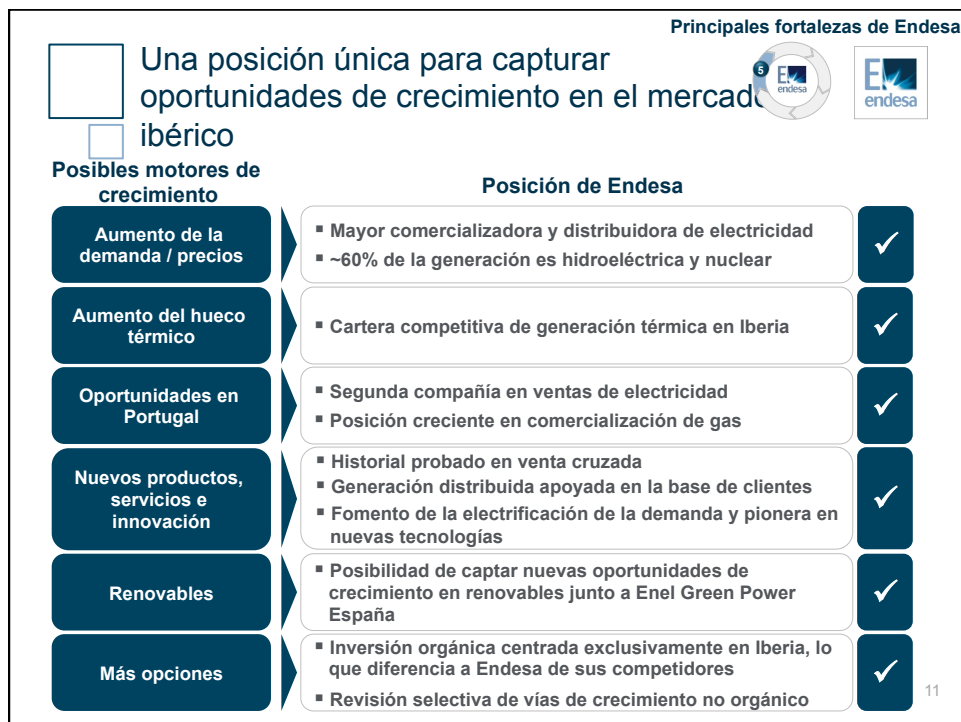 Principales fortalezas de Endesa
Una posición única para capturar
oportunidades de crecimiento en el mercado
ibérico
5
endesa
endesa
Posibles motores de
crecimiento
Posición de Endesa
Aumento de la
demanda / precios
▪ Mayor comercializadora y distribuidora de electricidad
▪ ~60% de la generación es hidroeléctrica y nuclear
✓
Aumento del hueco
térmico
▪ Cartera competitiva de generación térmica en Iberia
✓
Oportunidades en
Portugal
▪ Segunda compañía en ventas de electricidad
▪ Posición creciente en comercialización de gas
✓
Nuevos productos,
servicios e
innovación
▪ Historial probado en venta cruzada
▪ Generación distribuida apoyada en la base de clientes
▪ Fomento de la electrificación de la demanda y pionera en
nuevas tecnologías
✓
Renovables
▪ Posibilidad de captar nuevas oportunidades de
crecimiento en renovables junto a Enel Green Power
España
✓
Más opciones
▪ Inversión orgánica centrada exclusivamente en Iberia, lo
que diferencia a Endesa de sus competidores
▪ Revisión selectiva de vías de crecimiento no orgánico
✓
11